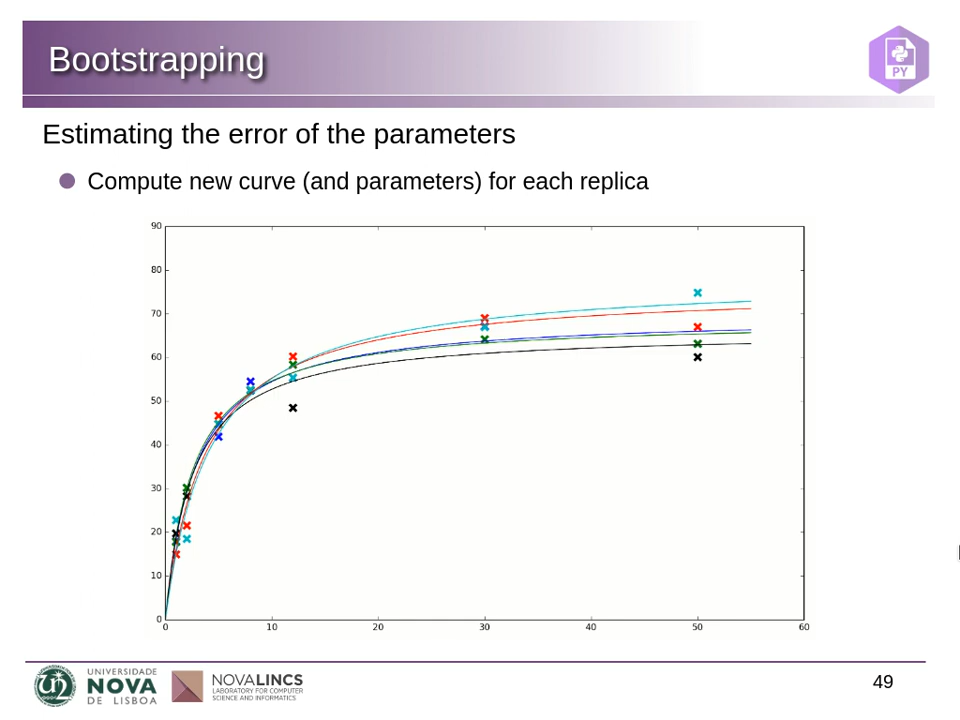 Bootstrapping
PY
Estimating the error of the parameters
Compute new curve (and parameters) for each replica
90
80
70
60
50
40
30
20
10
0
0 10 20 30 40 50 60
UNIVERSIDADE
NOVA
DE LISBOA
NOVALINCS
LABORATORY FOR COMPUTER
SCIENCE AND INFORMATICS
49